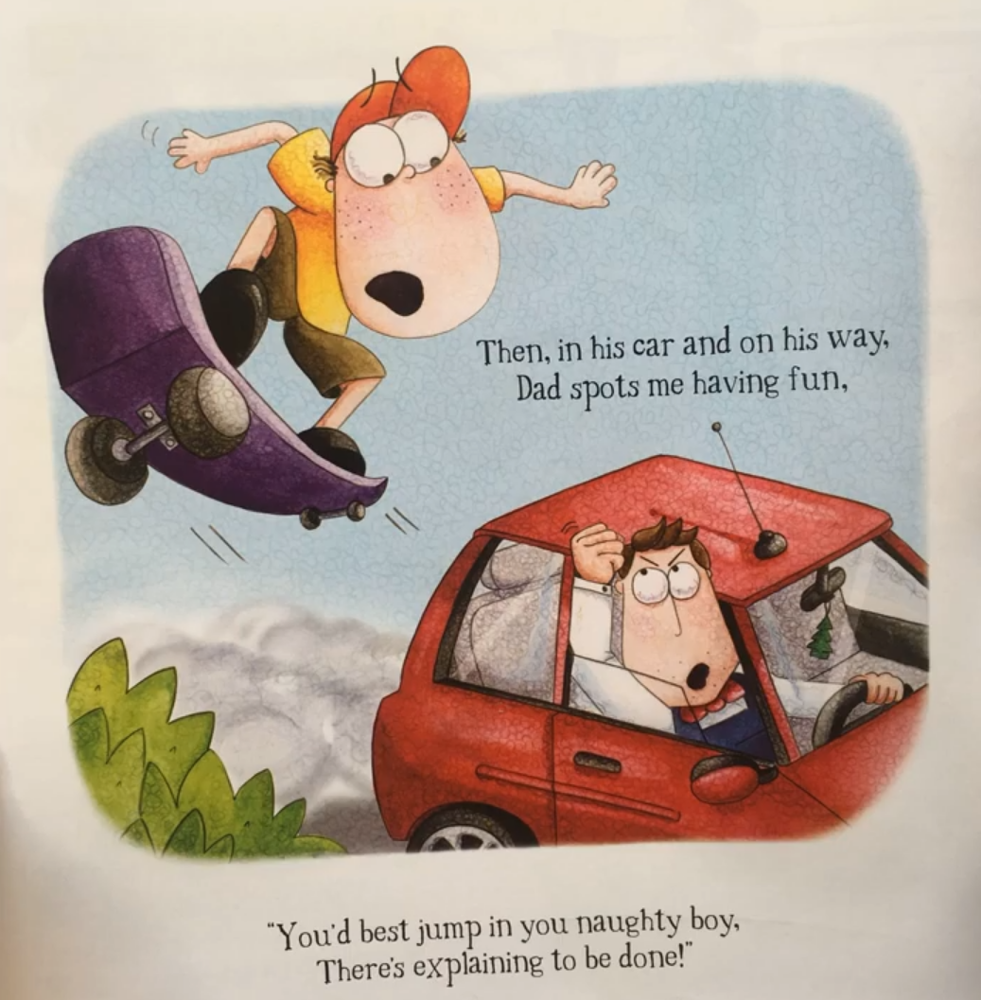 Then, in his car and on his way,
Dad spots me having fun,
"You'd best jump in you naughty boy,
There's explaining to be done!"